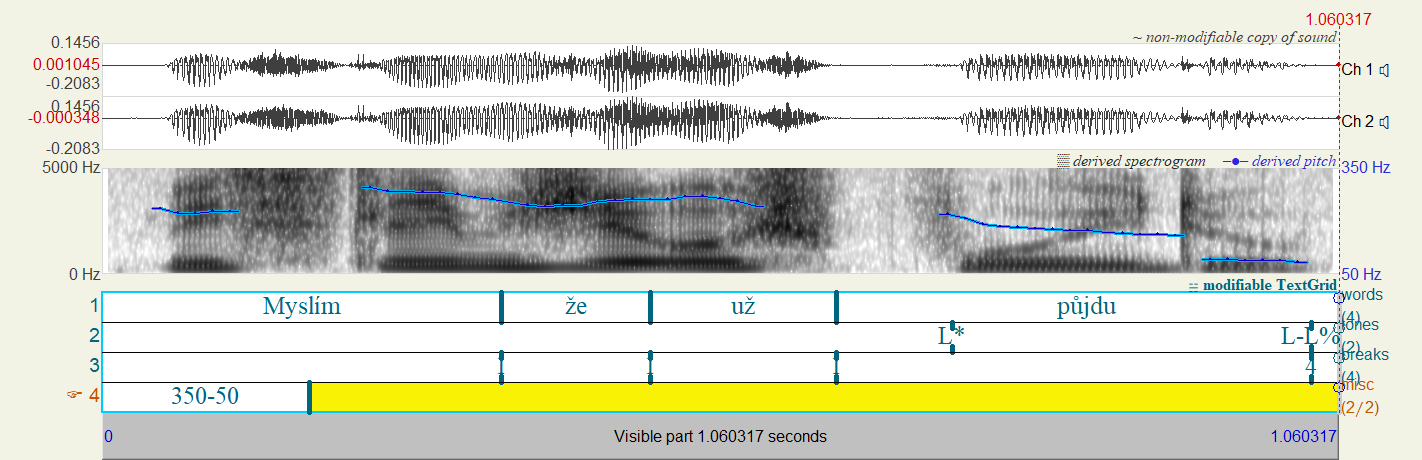 1.060317
~ non-modifiable copy of sound
0.1456
0.001045
-0.2083
Ch 1
0.1456
-0.000348
-0.2083
Ch 2
derived spectrogram derived pitch
5000 Hz 350 Hz
0 Hz 50 Hz
modifiable TextGrid
1 Myslím že už půjdu words (4)
2 L* L-L% tones (2)
3 1 1 1 4 breaks (4)
4 350-50 misc (2/2)
0 Visible part 1.060317 seconds 1.060317